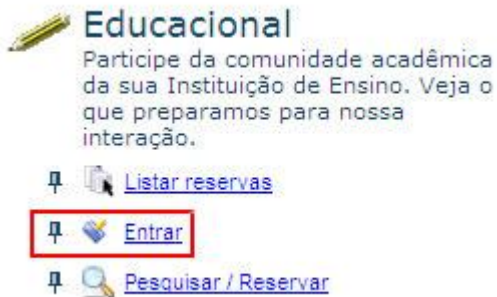 Educacional
Participe da comunidade acadêmica
da sua Instituição de Ensino. Veja o
que preparamos para nossa
interação.
Listar reservas
Entrar
Pesquisar / Reservar